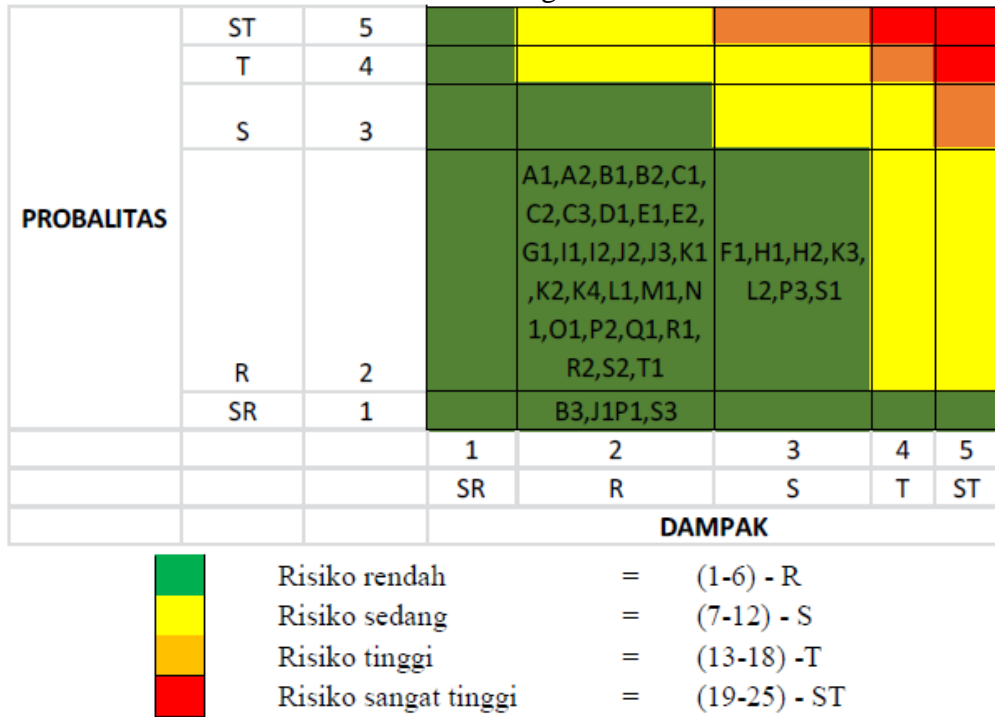 ST 5
T 4
S 3
PROBALITAS
A1,A2,B1,B2,C1,
C2,C3,D1,E1,E2,
G1,I1,I2,J2,J3,K1
,K2,K4,L1,M1,N
1,O1,P2,Q1,R1,
R2,S2,T1
F1,H1,H2,K3,
L2,P3,S1
R 2
SR 1 B3,J1P1,S3
1 2 3 4 5
SR R S T ST
DAMPAK
Risiko rendah = (1-6) - R
Risiko sedang = (7-12) - S
Risiko tinggi = (13-18) -T
Risiko sangat tinggi = (19-25) - ST